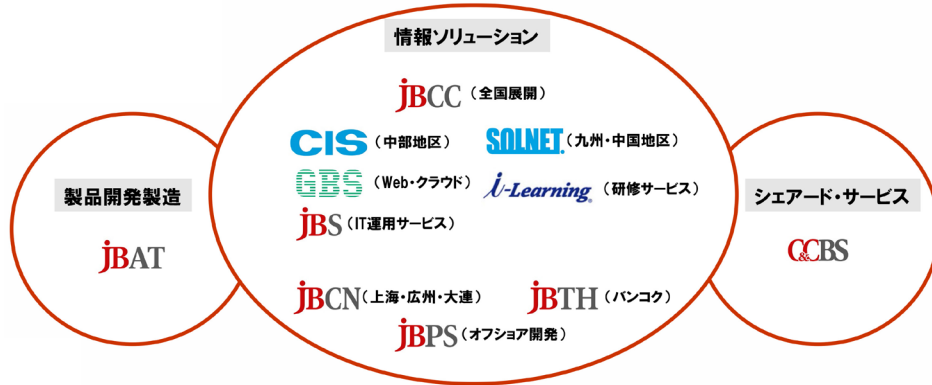 情報ソリューション
JBCC（全国展開）
CIS（中部地区） SOLNET.（九州・中国地区）
GBS（Web・クラウド） i-Learning®（研修サービス）
JBS（IT運用サービス）
JBCN（上海・広州・大連） JBTH（バンコク）
JBPS（オフショア開発）
製品開発製造
JBAT
シェアード・サービス
C&CBS